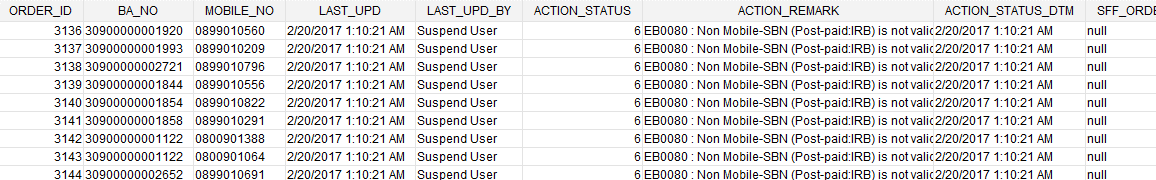 ORDER_ID BA_NO MOBILE_NO LAST_UPD LAST_UPD_BY ACTION_STATUS ACTION_REMARK ACTION_STATUS_DTM SFF_ORDE
3136 30900000001920 0899010560 2/20/2017 1:10:21 AM Suspend User 6 EB0080 : Non Mobile-SBN (Post-paid:IRB) is not valid 2/20/2017 1:10:21 AM null
3137 30900000001993 0899010209 2/20/2017 1:10:21 AM Suspend User 6 EB0080 : Non Mobile-SBN (Post-paid:IRB) is not valid 2/20/2017 1:10:21 AM null
3138 30900000002721 0899010796 2/20/2017 1:10:21 AM Suspend User 6 EB0080 : Non Mobile-SBN (Post-paid:IRB) is not valid 2/20/2017 1:10:21 AM null
3139 30900000001844 0899010556 2/20/2017 1:10:21 AM Suspend User 6 EB0080 : Non Mobile-SBN (Post-paid:IRB) is not valid 2/20/2017 1:10:21 AM null
3140 30900000001854 0899010822 2/20/2017 1:10:21 AM Suspend User 6 EB0080 : Non Mobile-SBN (Post-paid:IRB) is not valid 2/20/2017 1:10:21 AM null
3141 30900000001858 0899010291 2/20/2017 1:10:21 AM Suspend User 6 EB0080 : Non Mobile-SBN (Post-paid:IRB) is not valid 2/20/2017 1:10:21 AM null
3142 30900000001122 0800901388 2/20/2017 1:10:21 AM Suspend User 6 EB0080 : Non Mobile-SBN (Post-paid:IRB) is not valid 2/20/2017 1:10:21 AM null
3143 30900000001122 0800901064 2/20/2017 1:10:21 AM Suspend User 6 EB0080 : Non Mobile-SBN (Post-paid:IRB) is not valid 2/20/2017 1:10:21 AM null
3144 30900000002652 0899010691 2/20/2017 1:10:21 AM Suspend User 6 EB0080 : Non Mobile-SBN (Post-paid:IRB) is not valid 2/20/2017 1:10:21 AM null